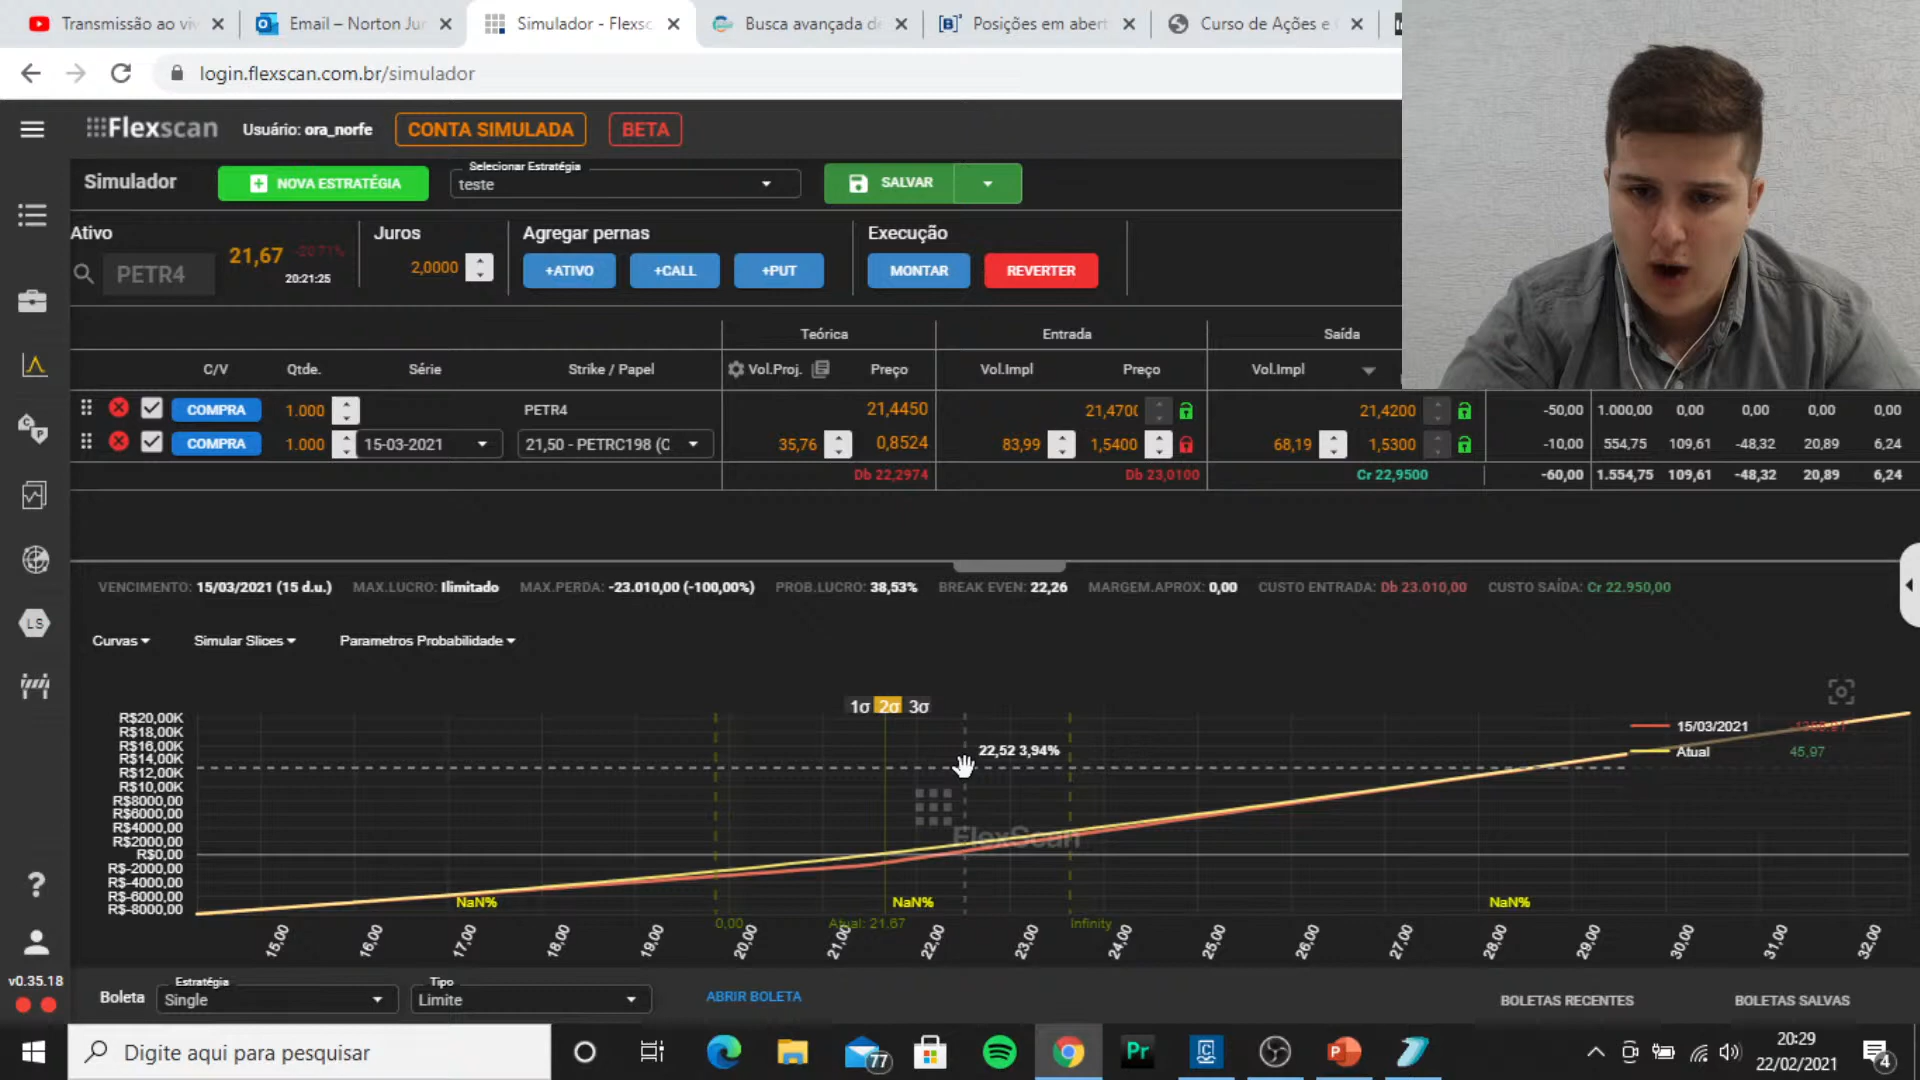 Transmissão ao viv
Email – Norton Jur
Simulador - Flexsc
Busca avançada de
Posições em abert
Curso de Ações e
login.flexscan.com.br/simulador
Flexscan
Usuário: ora_norfe
CONTA SIMULADA
BETA
Simulador
NOVA ESTRATÉGIA
Selecionar Estratégia
teste
SALVAR
Ativo
PETR4
21,67
-20,71%
20:21:25
Juros
2,0000
Agregar pernas
+ATIVO
+CALL
+PUT
Execução
MONTAR
REVERTER
Teórica
Entrada
Saída
C/V
Qtde.
Série
Strike / Papel
Vol.Proj.
Preço
Vol.Impl
Preço
Vol.Impl
COMPRA 1.000 PETR4 21,4450 21,470( 21,4200 -50,00 1.000,00 0,00 0,00 0,00 0,00
COMPRA 1.000 15-03-2021 21,50 - PETRC198 (C 35,76 0,8524 83,99 1,5400 68,19 1,5300 -10,00 554,75 109,61 -48,32 20,89 6,24
Db 22,2974 Db 23,0100 Cr 22,9500 -60,00 1.554,75 109,61 -48,32 20,89 6,24
VENCIMENTO: 15/03/2021 (15 d.u.) MAX.LUCRO: Ilimitado MAX.PERDA: -23.010,00 (-100,00%) PROB.LUCRO: 38,53% BREAK EVEN: 22,26 MARGEM.APROX: 0,00 CUSTO ENTRADA: Db 23.010,00 CUSTO SAÍDA: Cr 22.950,00
Curvas
Simular Slices
Parametros Probabilidade
1σ 2σ 3σ
22,52 3,94%
15/03/2021
Atual 45,97
R$20,00K
R$18,00K
R$16,00K
R$14,00K
R$12,00K
R$10,00K
R$8000,00
R$6000,00
R$4000,00
R$2000,00
R$0,00
R$-2000,00
R$-4000,00
R$-6000,00
R$-8000,00
FlexScan
NaN%
NaN%
NaN%
0,00
Atual: 21,67
Infinity
15,00 16,00 17,00 18,00 19,00 20,00 21,00 22,00 23,00 24,00 25,00 26,00 27,00 28,00 29,00 30,00 31,00 32,00
LS
v0.35.18
Boleta
Estratégia
Single
Tipo
Limite
ABRIR BOLETA
BOLETAS RECENTES
BOLETAS SALVAS
Digite aqui para pesquisar
77
Pr
20:29
22/02/2021
4